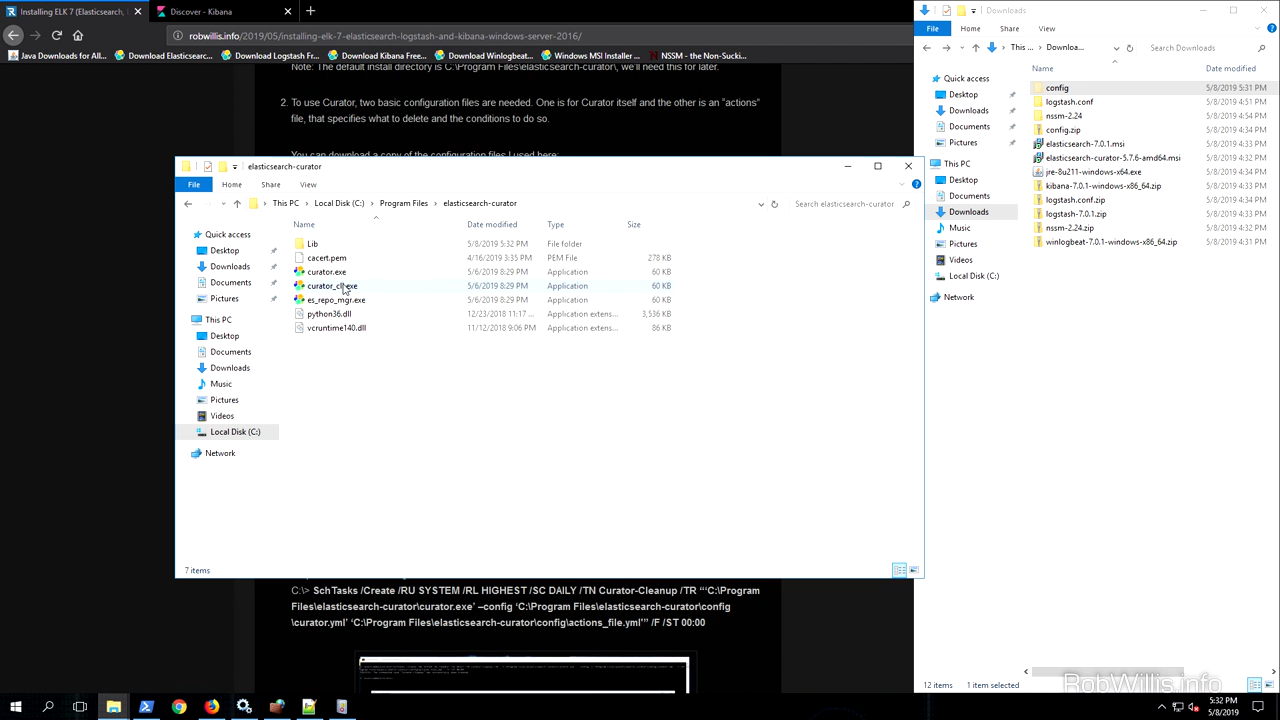 Installing ELK 7 (Elasticsearch, L
Discover - Kibana
robwillis.info/2019/05/installing-elk-7-elasticsearch-logstash-and-kibana-windows-server-2016/
Java Downloads for All...
Download Elasticsearch...
Download Logstash Fr...
Download Kibana Free...
Download Winlogbeat...
Windows MSI Installer ...
NSSM - the Non-Sucki...
Note: The default install directory is C:\Program Files\elasticsearch-curator\, we'll need this for later.
2. To use Curator, two basic configuration files are needed. One is for Curator itself and the other is an "actions"
file, that specifies what to delete and the conditions to do so.
You can download a copy of the configuration files I used here:
elasticsearch-curator
File Home Share View
This PC Local Disk (C:) Program Files elasticsearch-curator
Search elasticsearch-curator
Name Date modified Type Size
Quick access
Desktop
Downloads
Documents
Pictures
This PC
Desktop
Documents
Downloads
Music
Pictures
Videos
Local Disk (C:)
Network
Lib 5/8/2019 5:32 PM File folder
cacert.pem 4/16/2019 3:35 PM PEM File 278 KB
curator.exe 5/6/2019 8:29 PM Application 60 KB
curator_cli.exe 5/6/2019 8:29 PM Application 60 KB
es_repo_mgr.exe 5/6/2019 8:29 PM Application 60 KB
python36.dll 12/23/2018 11:17 ... Application extens... 3,536 KB
vcruntime140.dll 11/12/2018 9:06 PM Application extens... 86 KB
7 items
C:\> SchTasks /Create /RU SYSTEM /RL HIGHEST /SC DAILY /TN Curator-Cleanup /TR "'C:\Program
Files\elasticsearch-curator\curator.exe' –config 'C:\Program Files\elasticsearch-curator\config
\curator.yml' 'C:\Program Files\elasticsearch-curator\config\actions_file.yml'" /F /ST 00:00
Downloads
File Home Share View
This ... Downloa...
Search Downloads
Name Date modified
Quick access
Desktop
Downloads
Documents
Pictures
This PC
Desktop
Documents
Downloads
Music
Pictures
Videos
Local Disk (C:)
Network
config 5/8/2019 5:31 PM
logstash.conf 5/8/2019 4:51 PM
nssm-2.24 5/8/2019 4:54 PM
config.zip 5/8/2019 4:33 PM
elasticsearch-7.0.1.msi 5/8/2019 4:33 PM
elasticsearch-curator-5.7.6-amd64.msi 5/8/2019 4:32 PM
jre-8u211-windows-x64.exe 5/8/2019 4:33 PM
kibana-7.0.1-windows-x86_64.zip 5/8/2019 4:33 PM
logstash.conf.zip 5/8/2019 4:33 PM
logstash-7.0.1.zip 5/8/2019 4:33 PM
nssm-2.24.zip 5/8/2019 4:33 PM
winlogbeat-7.0.1-windows-x86_64.zip 5/8/2019 4:31 PM
12 items 1 item selected
RobWillis.info
5:32 PM
5/8/2019